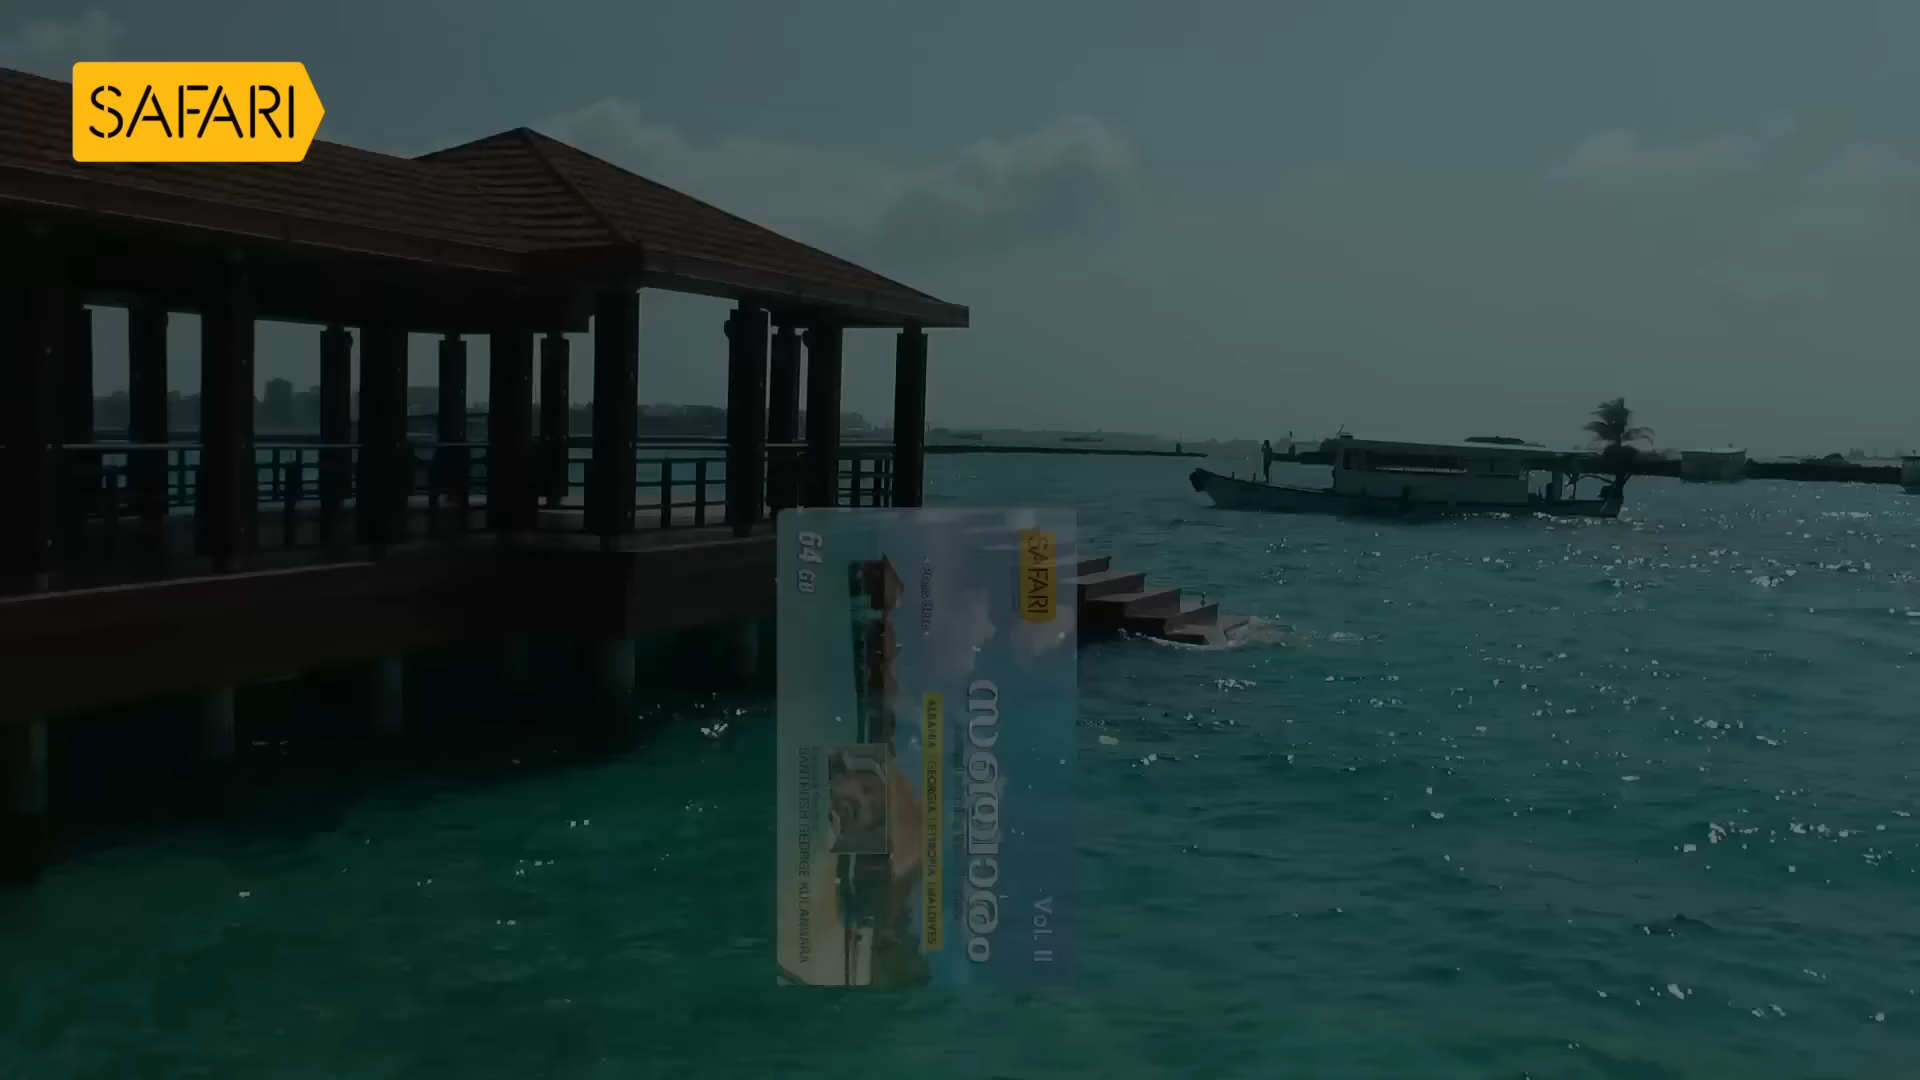 SAFARI
SAFARI
Vol. II
സഞ്ചാരം
ALBANIA | GEORGIA | ETHIOPIA | MALDIVES
64 GB
SANTHOSH GEORGE KULANGARA